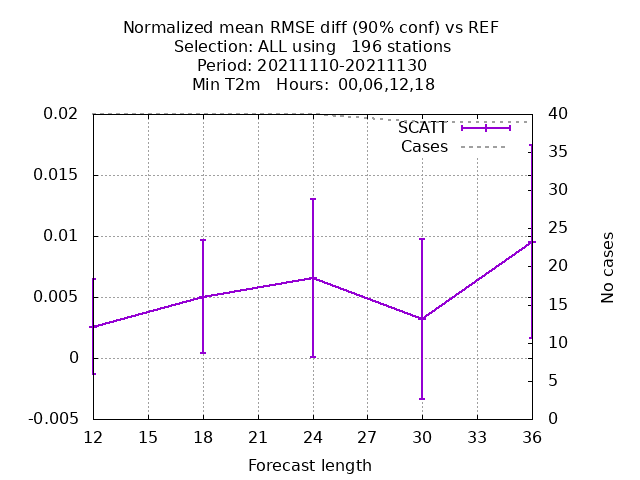 Normalized mean RMSE diff (90% conf) vs REF
Selection: ALL using   196 stations
Period: 20211110-20211130
Min T2m   Hours:  00,06,12,18
0.02
0.015
0.01
0.005
0
-0.005
SCATT
Cases
40
35
30
25
20
15
10
5
0
No cases
12 15 18 21 24 27 30 33 36
Forecast length